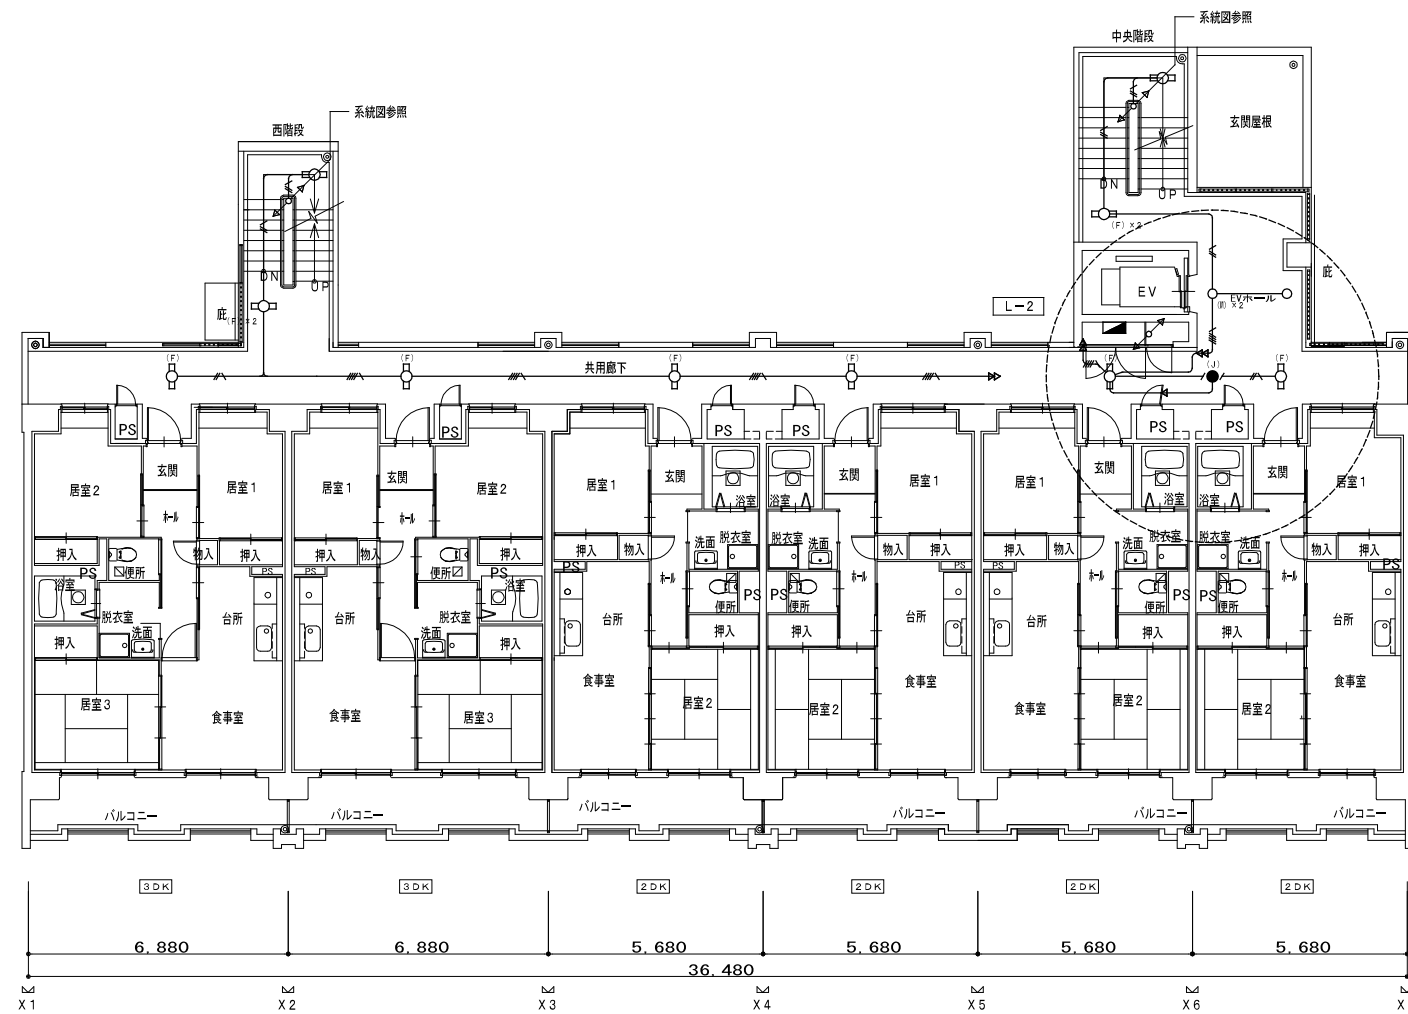 系統図参照
中央階段
玄関屋根
DN
UP
(F) ×2
系統図参照
西階段
DN
UP
庇
(F) ×2
庇
EV
EVホール
×2
L-2
共用廊下
(F)
(F)
(F)
(F)
(F)
(J)
(F)
PS
PS
PS
PS
PS
PS
居室2
玄関
居室1
居室1
玄関
居室2
居室1
玄関
浴室
浴室
玄関
居室1
居室1
玄関
浴室
浴室
玄関
居室1
ホール
ホール
押入
便所
物入
押入
押入
物入
便所
押入
押入
物入
洗面
脱衣室
脱衣室
洗面
物入
押入
押入
物入
洗面
脱衣室
脱衣室
洗面
物入
押入
PS
浴室
PS
PS
PS
浴室
PS
ホール
便所
PS
PS
便所
ホール
PS
PS
ホール
便所
PS
PS
便所
ホール
PS
脱衣室
台所
台所
脱衣室
台所
台所
台所
台所
押入
洗面
洗面
押入
押入
押入
押入
押入
居室3
食事室
食事室
居室3
食事室
居室2
居室2
食事室
食事室
居室2
居室2
食事室
バルコニー
バルコニー
バルコニー
バルコニー
バルコニー
バルコニー
3DK
3DK
2DK
2DK
2DK
2DK
6,880
6,880
5,680
5,680
5,680
5,680
36,480
X1
X2
X3
X4
X5
X6
X